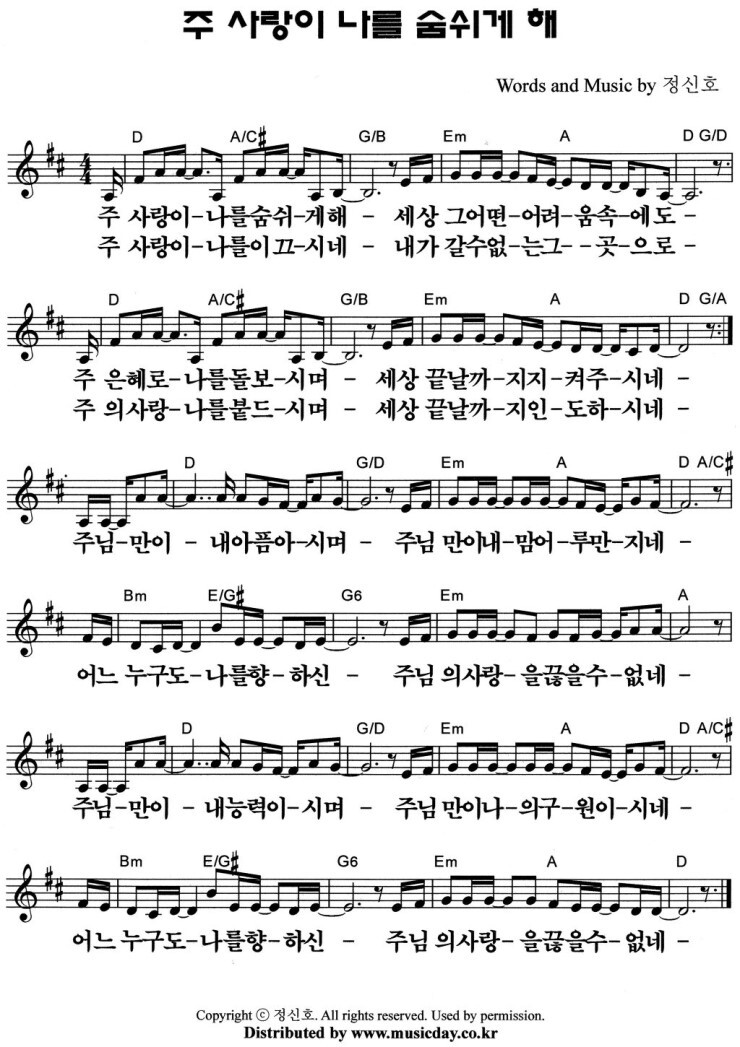 주 사랑이 나를 숨쉬게 해
Words and Music by 정신호
D A/C# G/B Em A D G/D
4/4
주 사랑이-나를숨쉬-게해 - 세상 그어떤-어려-움속-에도-
주 사랑이-나를이끄-시네 - 내가 갈수없-는그--곳-으로-
D A/C# G/B Em A D G/A
주 은혜로-나를돌보-시며 - 세상 끝날까-지지-켜주-시네 -
주 의사랑-나를붙드-시며 - 세상 끝날까-지인-도하-시네 -
D G/D Em A D A/C#
주님-만이 - 내아픔아-시며 - 주님 만이내-맘어-루만-지네 -
Bm E/G# G6 Em A
어느 누구도-나를향-하신 - 주님 의사랑-을끊을수-없네 -
D G/D Em A D A/C#
주님-만이 - 내능력이-시며 - 주님 만이나-의구-원이시네-
Bm E/G# G6 Em A D
어느 누구도-나를향-하신 - 주님 의사랑- 을끊을수-없네 -
Copyright ⓒ 정신호. All rights reserved. Used by permission.
Distributed by www.musicday.co.kr